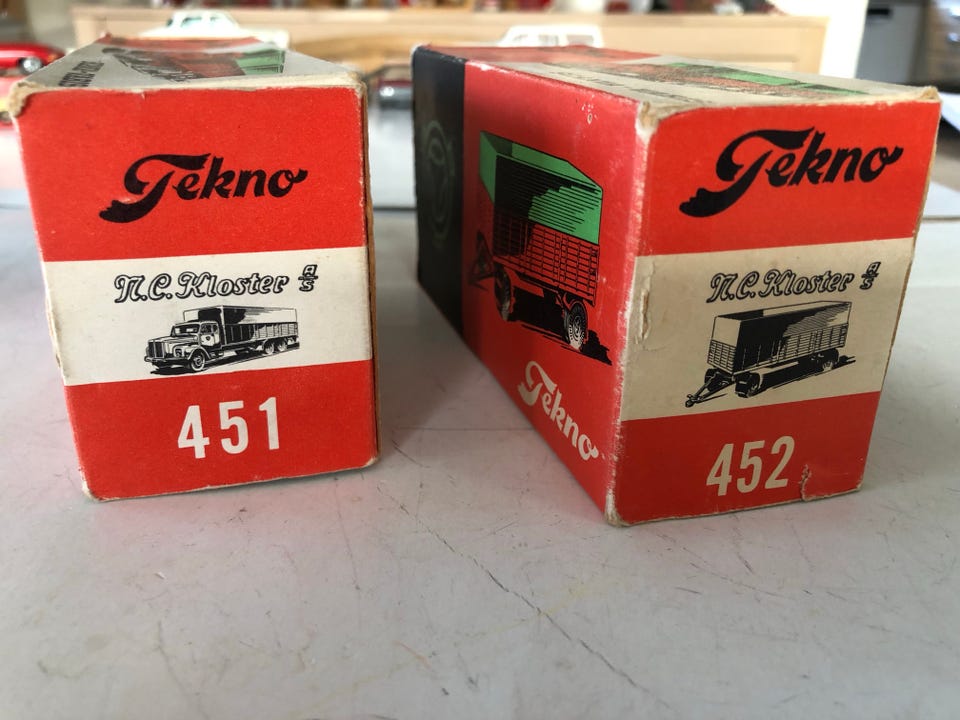 Tekno
N.C. Kloster A/S
451
Tekno
Tekno
N.C. Kloster A/S
452